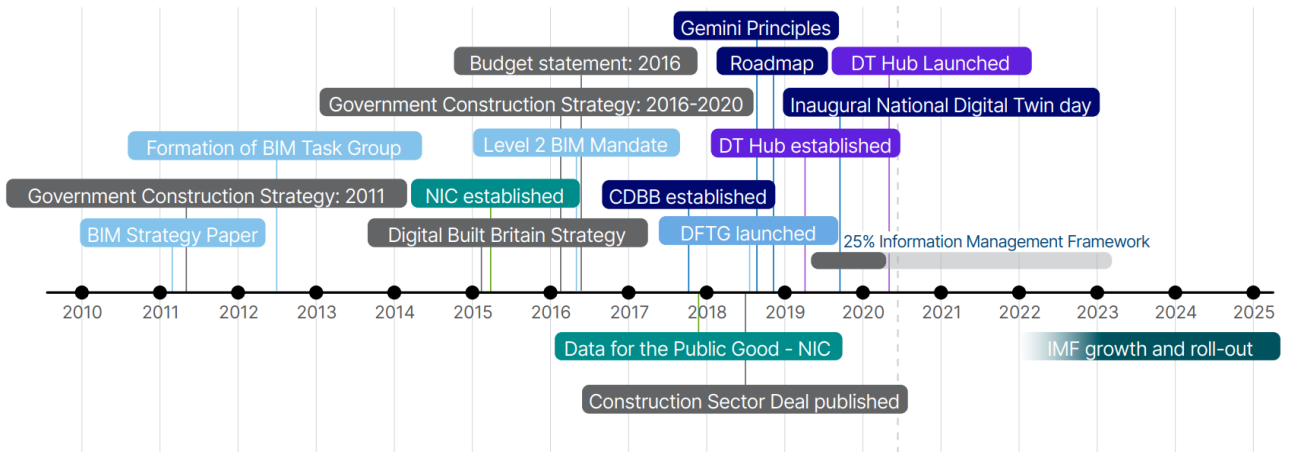 Gemini Principles
Budget statement: 2016
Roadmap
DT Hub Launched
Government Construction Strategy: 2016-2020
Inaugural National Digital Twin day
Formation of BIM Task Group
Level 2 BIM Mandate
DT Hub established
Government Construction Strategy: 2011
NIC established
CDBB established
BIM Strategy Paper
Digital Built Britain Strategy
DFTG launched
25% Information Management Framework
2010
2011
2012
2013
2014
2015
2016
2017
2018
2019
2020
2021
2022
2023
2024
2025
Data for the Public Good - NIC
IMF growth and roll-out
Construction Sector Deal published